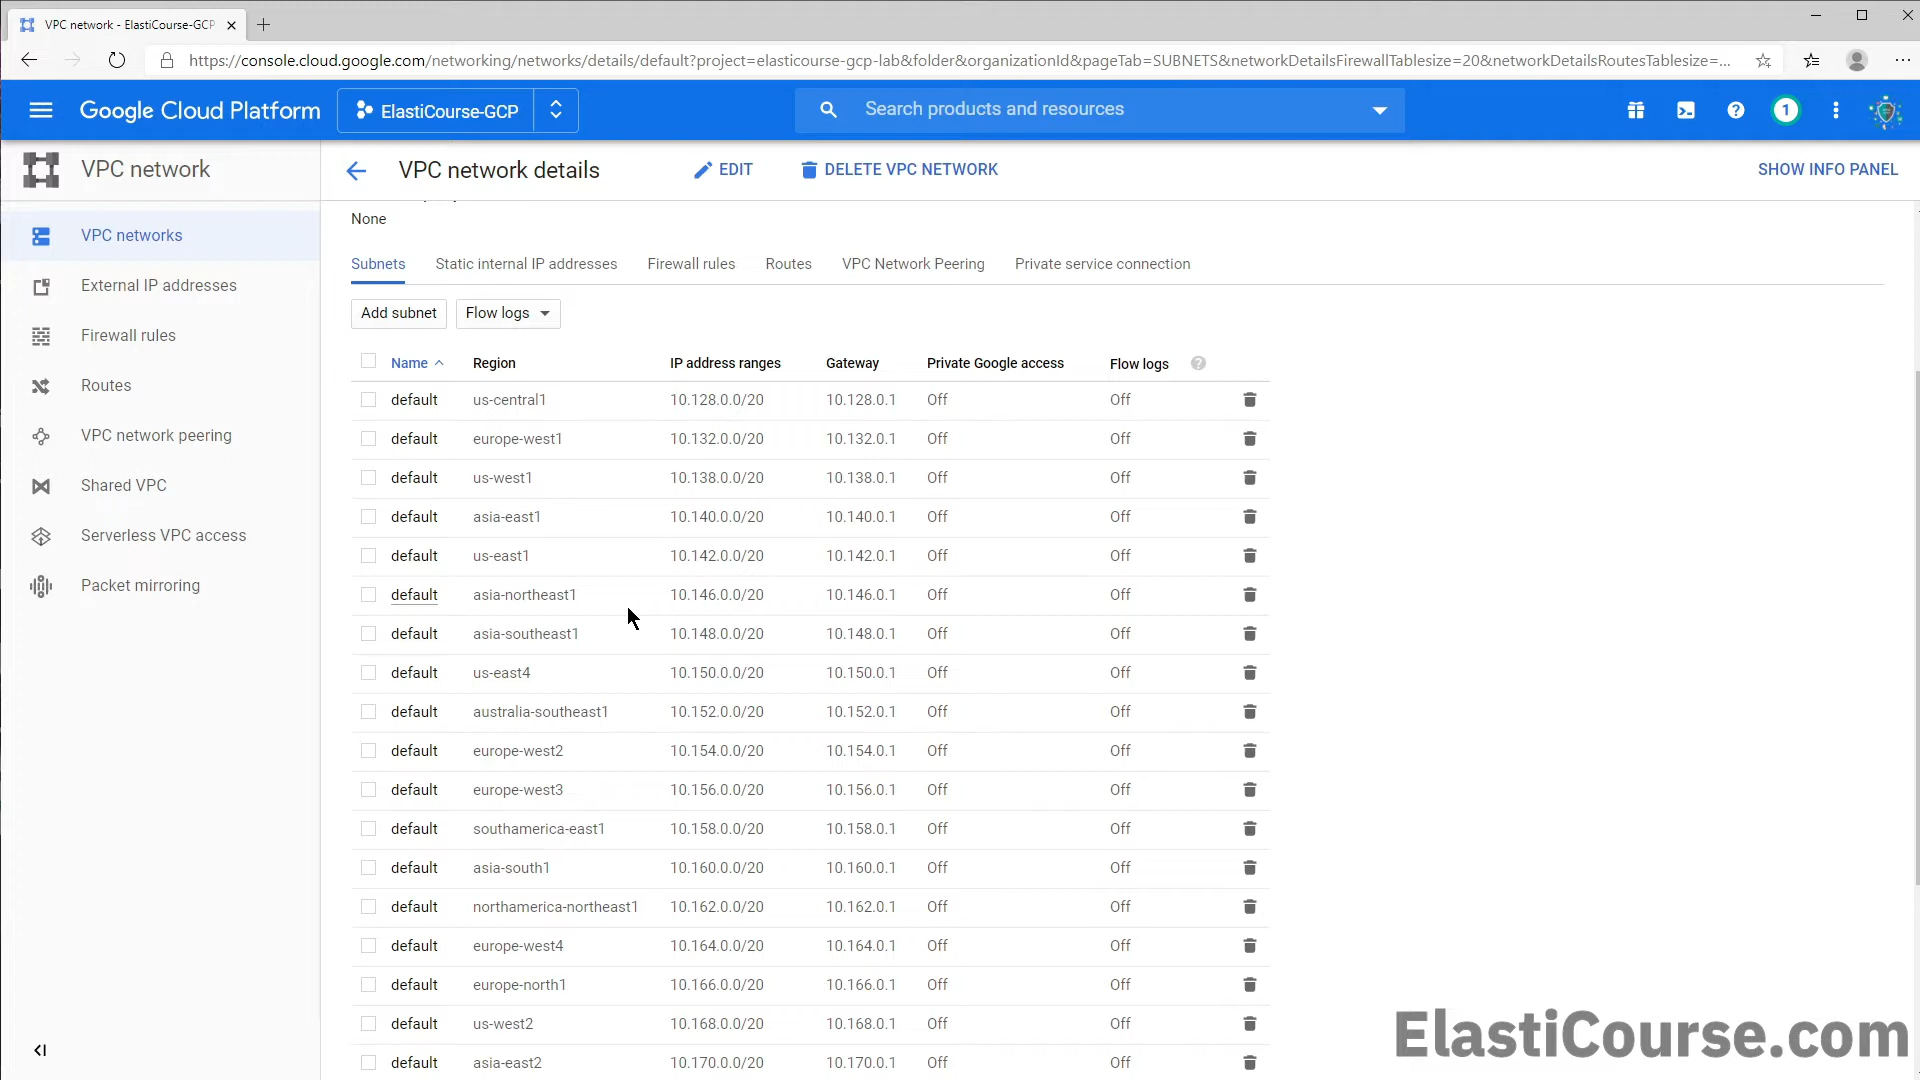 VPC network - ElastiCourse-GCP
https://console.cloud.google.com/networking/networks/details/default?project=elasticourse-gcp-lab&folder&organizationId&pageTab=SUBNETS&networkDetailsFirewallTablesize=20&networkDetailsRoutesTablesize=...
Google Cloud Platform ElastiCourse-GCP Search products and resources 1
VPC network VPC network details EDIT DELETE VPC NETWORK SHOW INFO PANEL
VPC networks
External IP addresses
Firewall rules
Routes
VPC network peering
Shared VPC
Serverless VPC access
Packet mirroring
None
Subnets Static internal IP addresses Firewall rules Routes VPC Network Peering Private service connection
Add subnet Flow logs
Name Region IP address ranges Gateway Private Google access Flow logs ?
default us-central1 10.128.0.0/20 10.128.0.1 Off Off
default europe-west1 10.132.0.0/20 10.132.0.1 Off Off
default us-west1 10.138.0.0/20 10.138.0.1 Off Off
default asia-east1 10.140.0.0/20 10.140.0.1 Off Off
default us-east1 10.142.0.0/20 10.142.0.1 Off Off
default asia-northeast1 10.146.0.0/20 10.146.0.1 Off Off
default asia-southeast1 10.148.0.0/20 10.148.0.1 Off Off
default us-east4 10.150.0.0/20 10.150.0.1 Off Off
default australia-southeast1 10.152.0.0/20 10.152.0.1 Off Off
default europe-west2 10.154.0.0/20 10.154.0.1 Off Off
default europe-west3 10.156.0.0/20 10.156.0.1 Off Off
default southamerica-east1 10.158.0.0/20 10.158.0.1 Off Off
default asia-south1 10.160.0.0/20 10.160.0.1 Off Off
default northamerica-northeast1 10.162.0.0/20 10.162.0.1 Off Off
default europe-west4 10.164.0.0/20 10.164.0.1 Off Off
default europe-north1 10.166.0.0/20 10.166.0.1 Off Off
default us-west2 10.168.0.0/20 10.168.0.1 Off Off
default asia-east2 10.170.0.0/20 10.170.0.1 Off Off
ElastiCourse.com